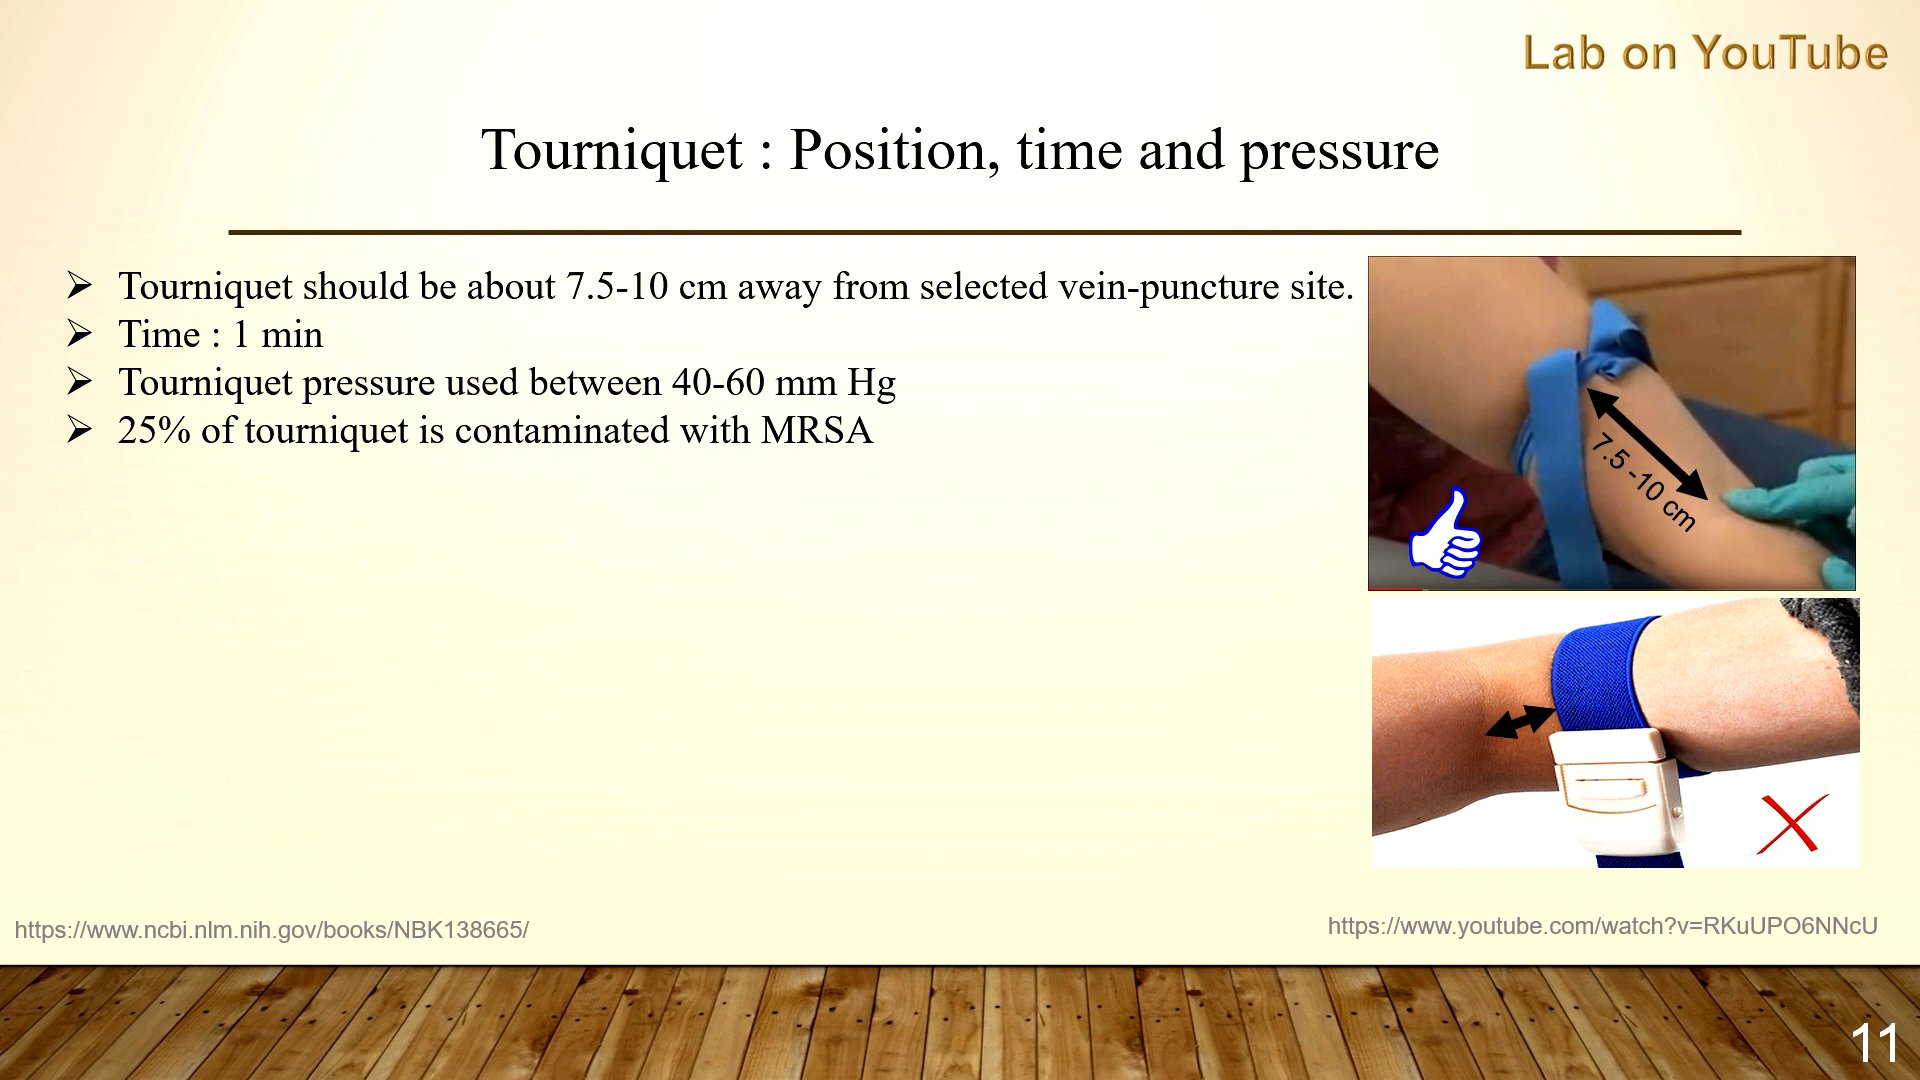 Lab on YouTube
Tourniquet : Position, time and pressure
Tourniquet should be about 7.5-10 cm away from selected vein-puncture site.
Time : 1 min
Tourniquet pressure used between 40-60 mm Hg
25% of tourniquet is contaminated with MRSA
7.5 -10 cm
https://www.ncbi.nlm.nih.gov/books/NBK138665/
https://www.youtube.com/watch?v=RKuUPO6NNcU
11